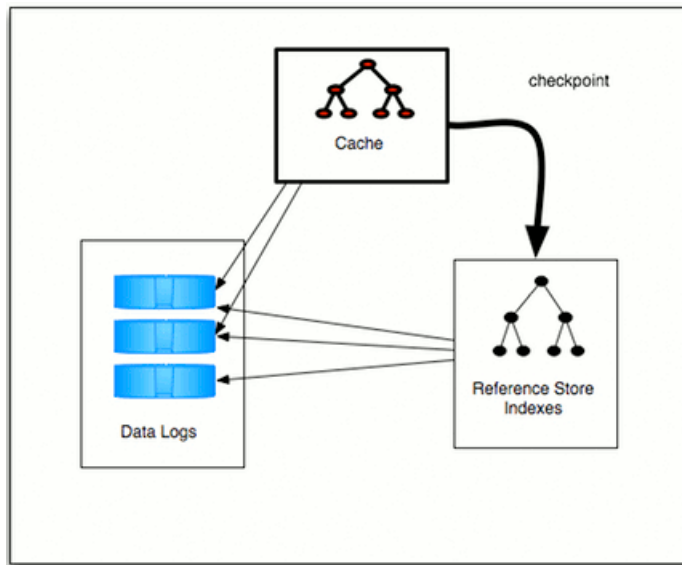 checkpoint
Cache
Reference Store
Indexes
Data Logs